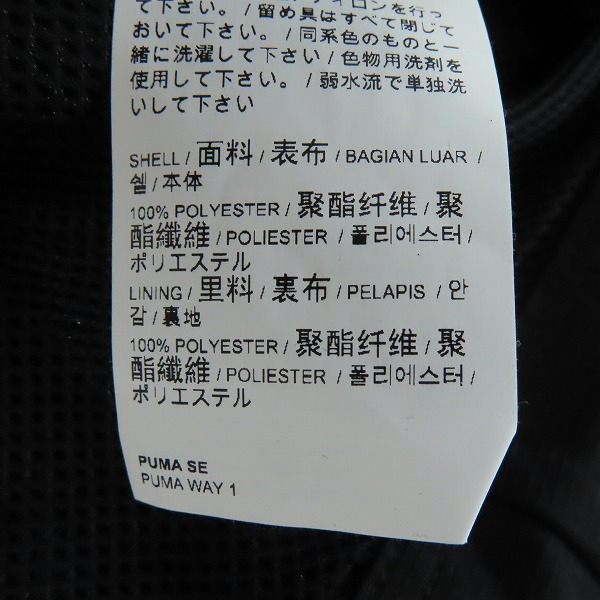 て下さい。/留め具はすべて閉じて
おいて下さい。/同系色のものと一
緒に洗濯して下さい/色物用洗剤を
使用して下さい。/弱水流で単独洗
いして下さい
SHELL / 面料 / 表布 / BAGIAN LUAR /
쉘 / 本体
100% POLYESTER / 聚酯纤维 / 聚
酯纖維 / POLIESTER / 폴리에스터 /
ポリエステル
LINING / 里料 / 裏布 / PELAPIS / 안
감 / 裏地
100% POLYESTER / 聚酯纤维 / 聚
酯纖維 / POLIESTER / 폴리에스터 /
ポリエステル
PUMA SE
PUMA WAY 1